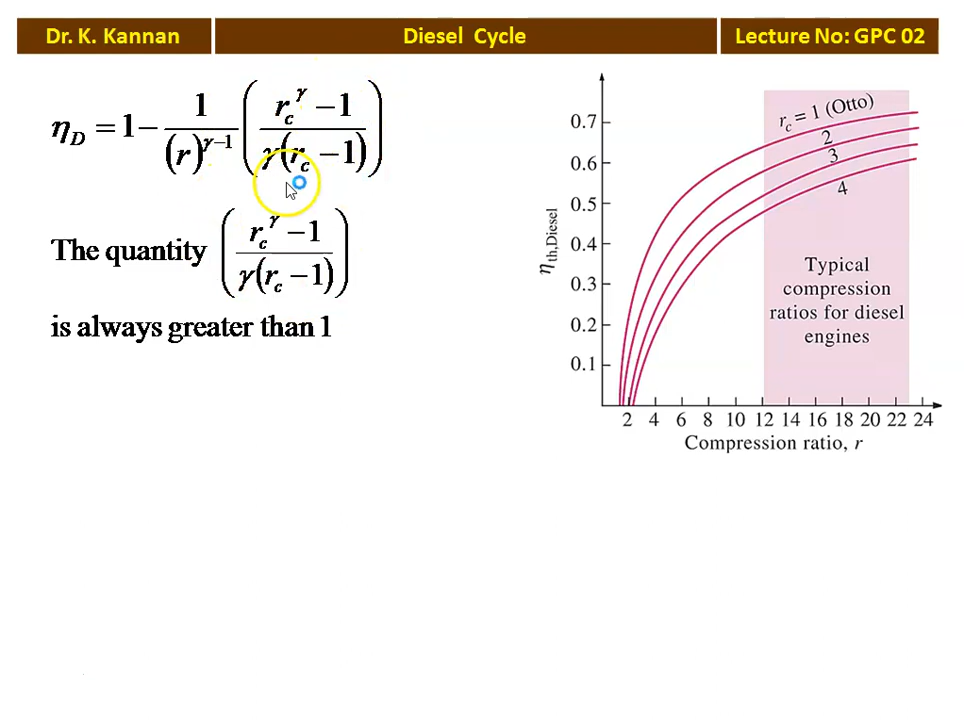 Dr. K. Kannan
Diesel Cycle
Lecture No: GPC 02
η_D = 1 − 1/(r)^(γ−1) ( (r_c^γ − 1) / (γ(r_c − 1)) )
The quantity ( (r_c^γ − 1) / (γ(r_c − 1)) )
is always greater than 1
η_th,Diesel
0.7
0.6
0.5
0.4
0.3
0.2
0.1
r_c = 1 (Otto)
2
3
4
Typical
compression
ratios for diesel
engines
2 4 6 8 10 12 14 16 18 20 22 24
Compression ratio, r